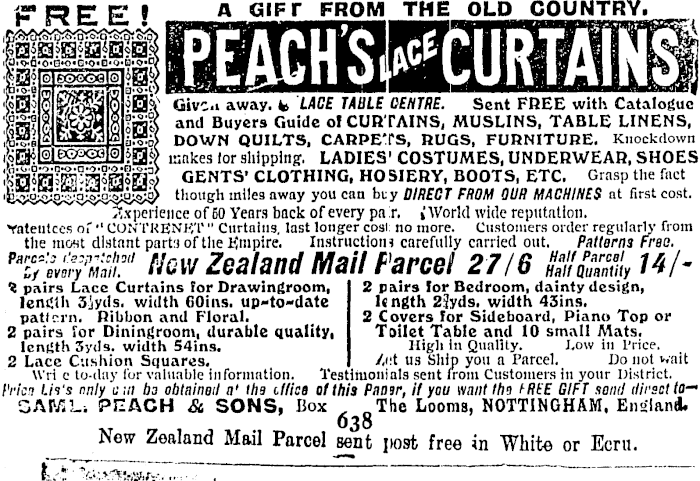 FREE!
A GIFT FROM THE OLD COUNTRY.
PEACH'S LACE CURTAINS
Given away. LACE TABLE CENTRE. Sent FREE with Catalogue
and Buyers Guide of CURTAINS, MUSLINS, TABLE LINENS,
DOWN QUILTS, CARPETS, RUGS, FURNITURE. Knockdown
makes for shipping. LADIES' COSTUMES, UNDERWEAR, SHOES
GENTS' CLOTHING, HOSIERY, BOOTS, ETC. Grasp the fact
though miles away you can buy DIRECT FROM OUR MACHINES at first cost.
Experience of 50 Years back of every pair. World wide reputation.
Patentees of "CONTRENET" Curtains, last longer cost no more. Customers order regularly from
the most distant parts of the Empire. Instructions carefully carried out. Patterns Free.
Parcels despatched
by every Mail.
New Zealand Mail Parcel 27/6
Half Parcel
Half Quantity 14/-
2 pairs Lace Curtains for Drawingroom,
length 3½yds. width 60ins. up-to-date
pattern. Ribbon and Floral.
2 pairs for Diningroom, durable quality,
length 3yds. width 54ins.
2 Lace Cushion Squares.
2 pairs for Bedroom, dainty design,
length 2¾yds. width 43ins.
2 Covers for Sideboard, Piano Top or
Toilet Table and 10 small Mats.
High in Quality. Low in Price.
Let us Ship you a Parcel. Do not wait
Write to-day for valuable information. Testimonials sent from Customers in your District.
Price Lists only can be obtained at the office of this Paper, if you want the FREE GIFT send direct to—
SAML. PEACH & SONS, Box 638 The Looms, NOTTINGHAM, England.
New Zealand Mail Parcel sent post free in White or Ecru.